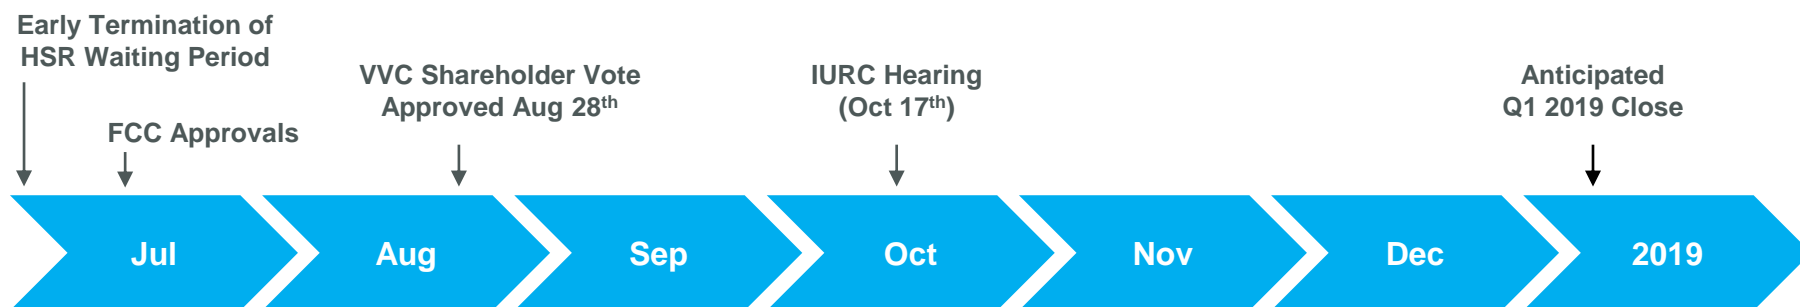 Early Termination of
HSR Waiting Period
FCC Approvals
VVC Shareholder Vote
Approved Aug 28th
IURC Hearing
(Oct 17th)
Anticipated
Q1 2019 Close
Jul
Aug
Sep
Oct
Nov
Dec
2019